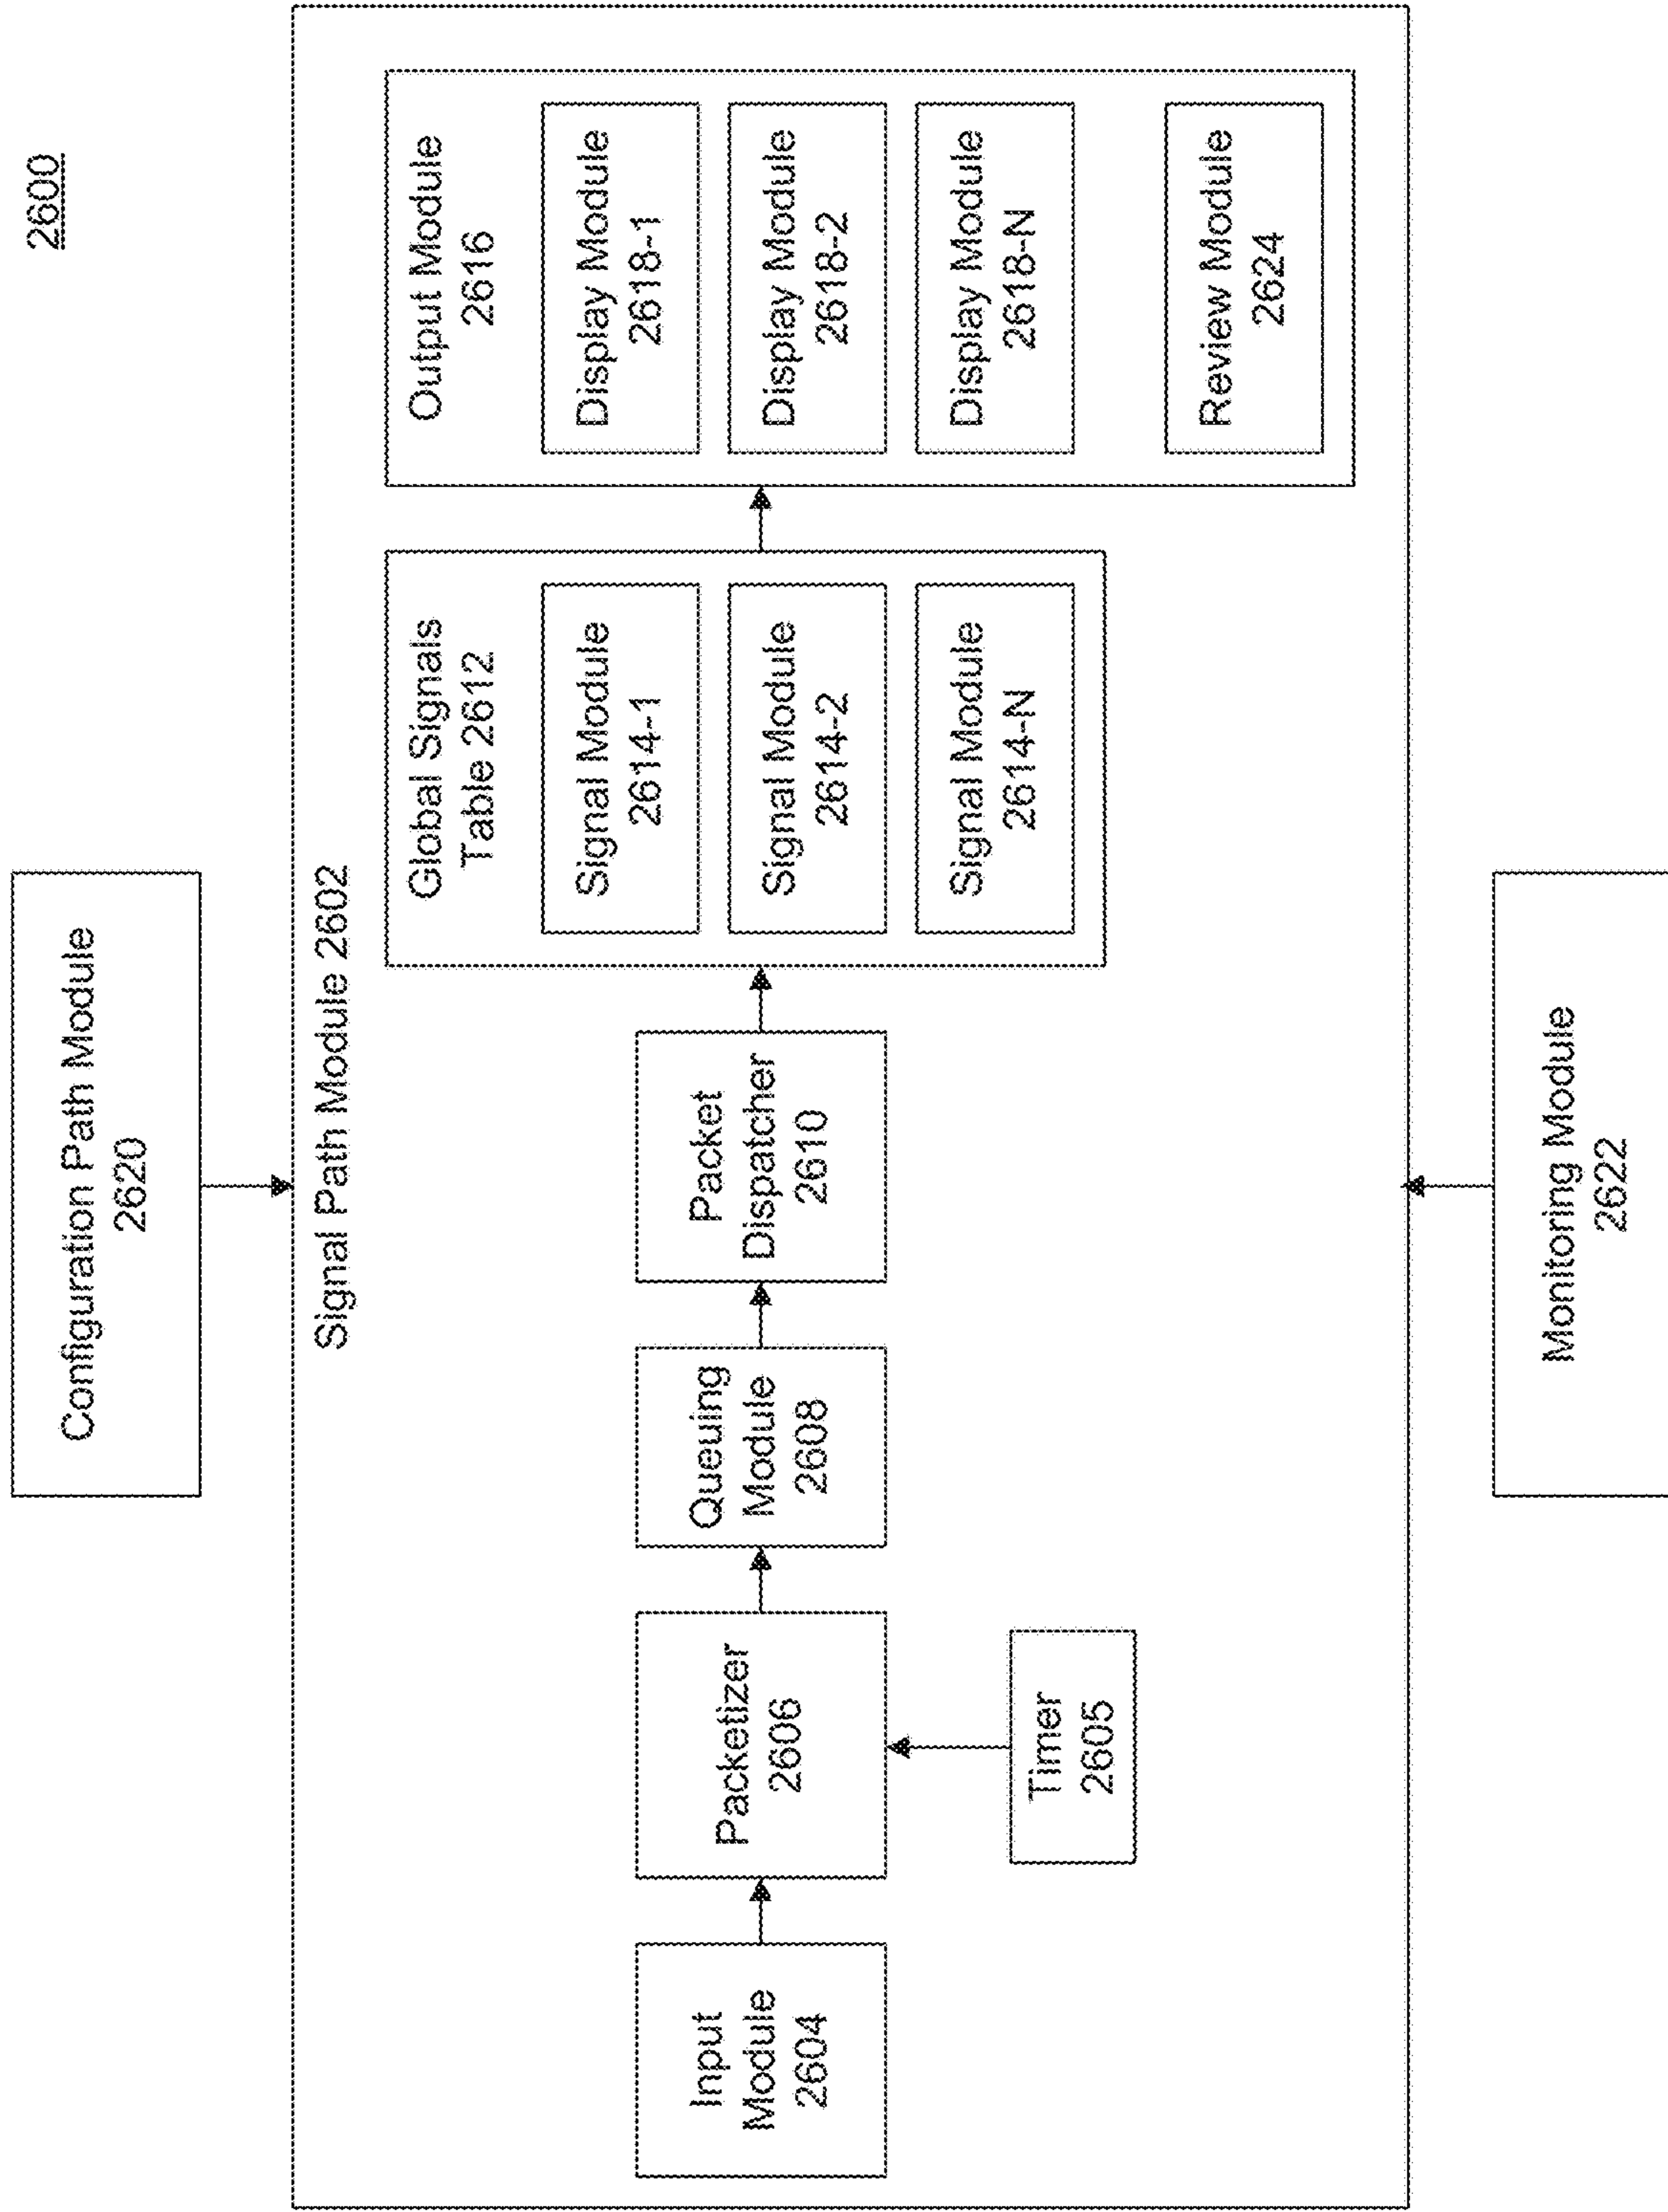 2600
Configuration Path Module
2620
Signal Path Module 2602
Input
Module
2604
Packetizer
2606
Timer
2605
Queuing
Module
2608
Packet
Dispatcher
2610
Global Signals
Table 2612
Signal Module
2614-1
Signal Module
2614-2
Signal Module
2614-N
Output Module
2616
Display Module
2618-1
Display Module
2618-2
Display Module
2618-N
Review Module
2624
Monitoring Module
2622